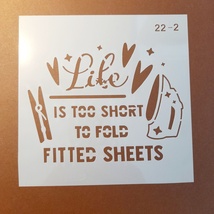 22-2
Life
IS TOO SHORT
TO FOLD
FITTED SHEETS